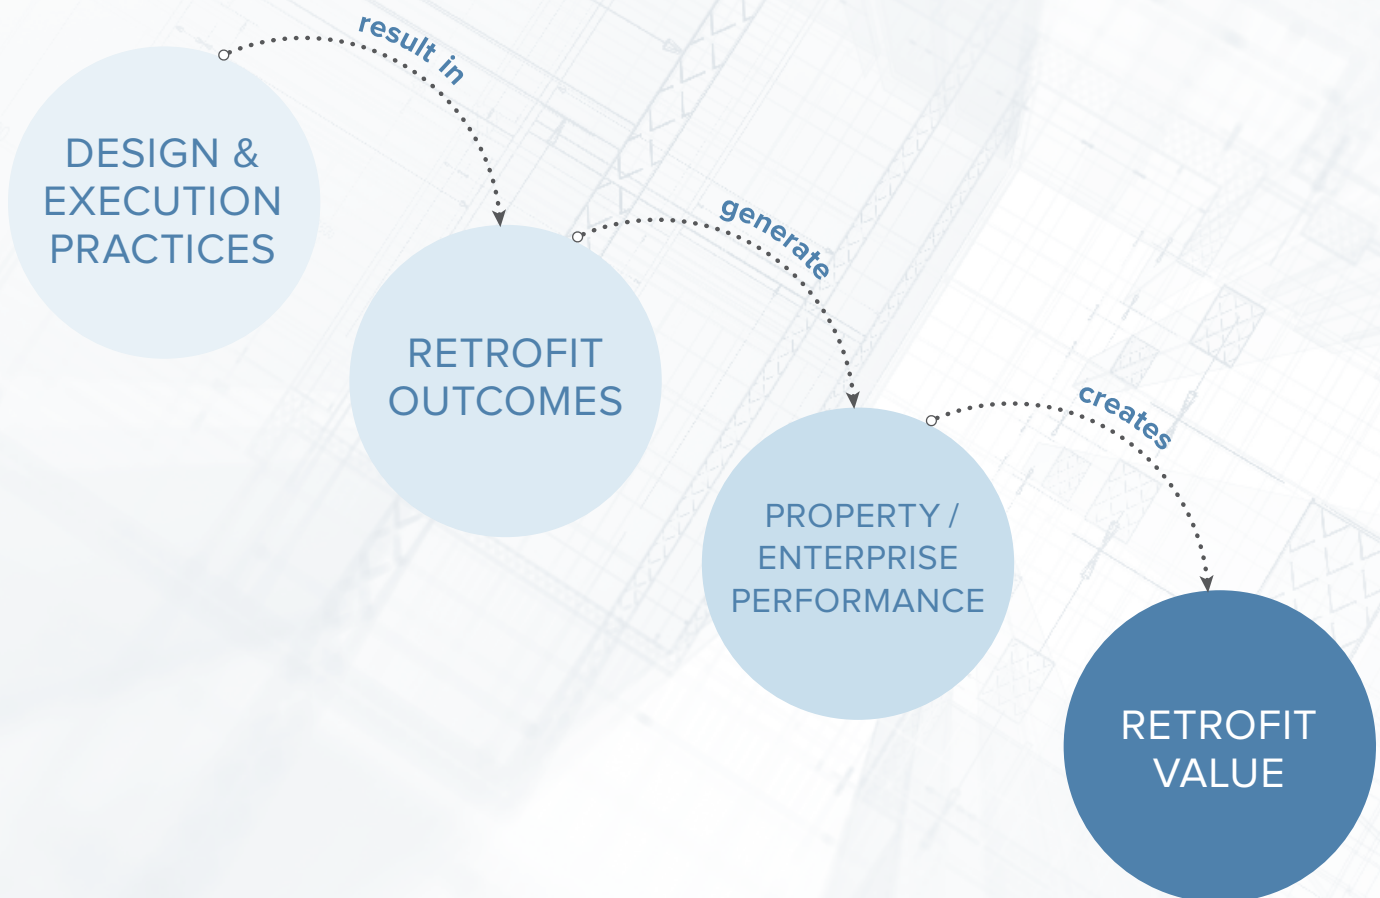 result in
DESIGN &
EXECUTION
PRACTICES
generate
RETROFIT
OUTCOMES
creates
PROPERTY /
ENTERPRISE
PERFORMANCE
RETROFIT
VALUE